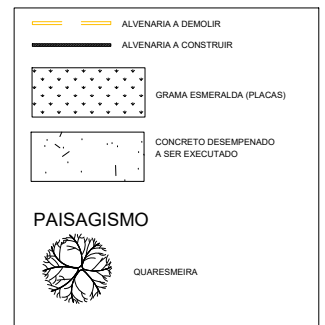 ALVENARIA A DEMOLIR
ALVENARIA A CONSTRUIR
GRAMA ESMERALDA (PLACAS)
CONCRETO DESEMPENADO
A SER EXECUTADO
PAISAGISMO
QUARESMEIRA